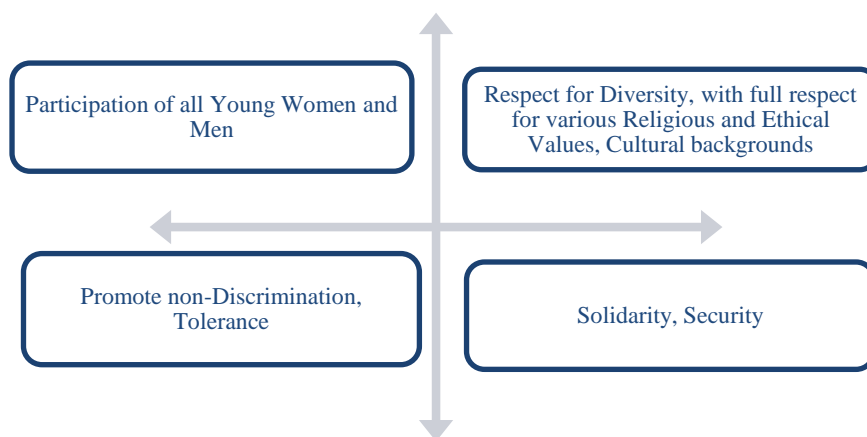 Participation of all Young Women and
Men
Respect for Diversity, with full respect
for various Religious and Ethical
Values, Cultural backgrounds
Promote non-Discrimination,
Tolerance
Solidarity, Security